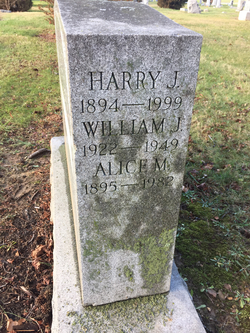 HARRY J.
1894—1999
WILLIAM J.
1922—1949
ALICE M.
1895—1982